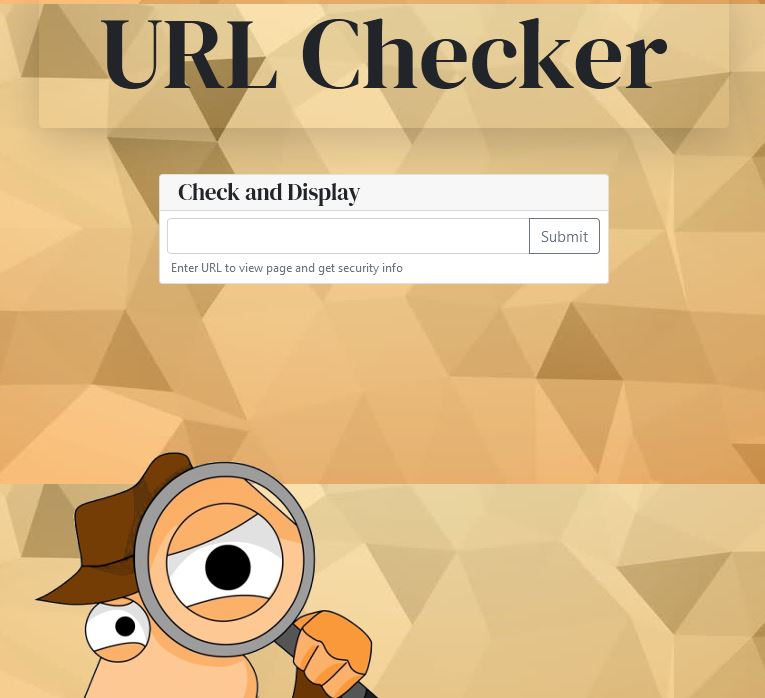 URL Checker
Check and Display
Submit
Enter URL to view page and get security info